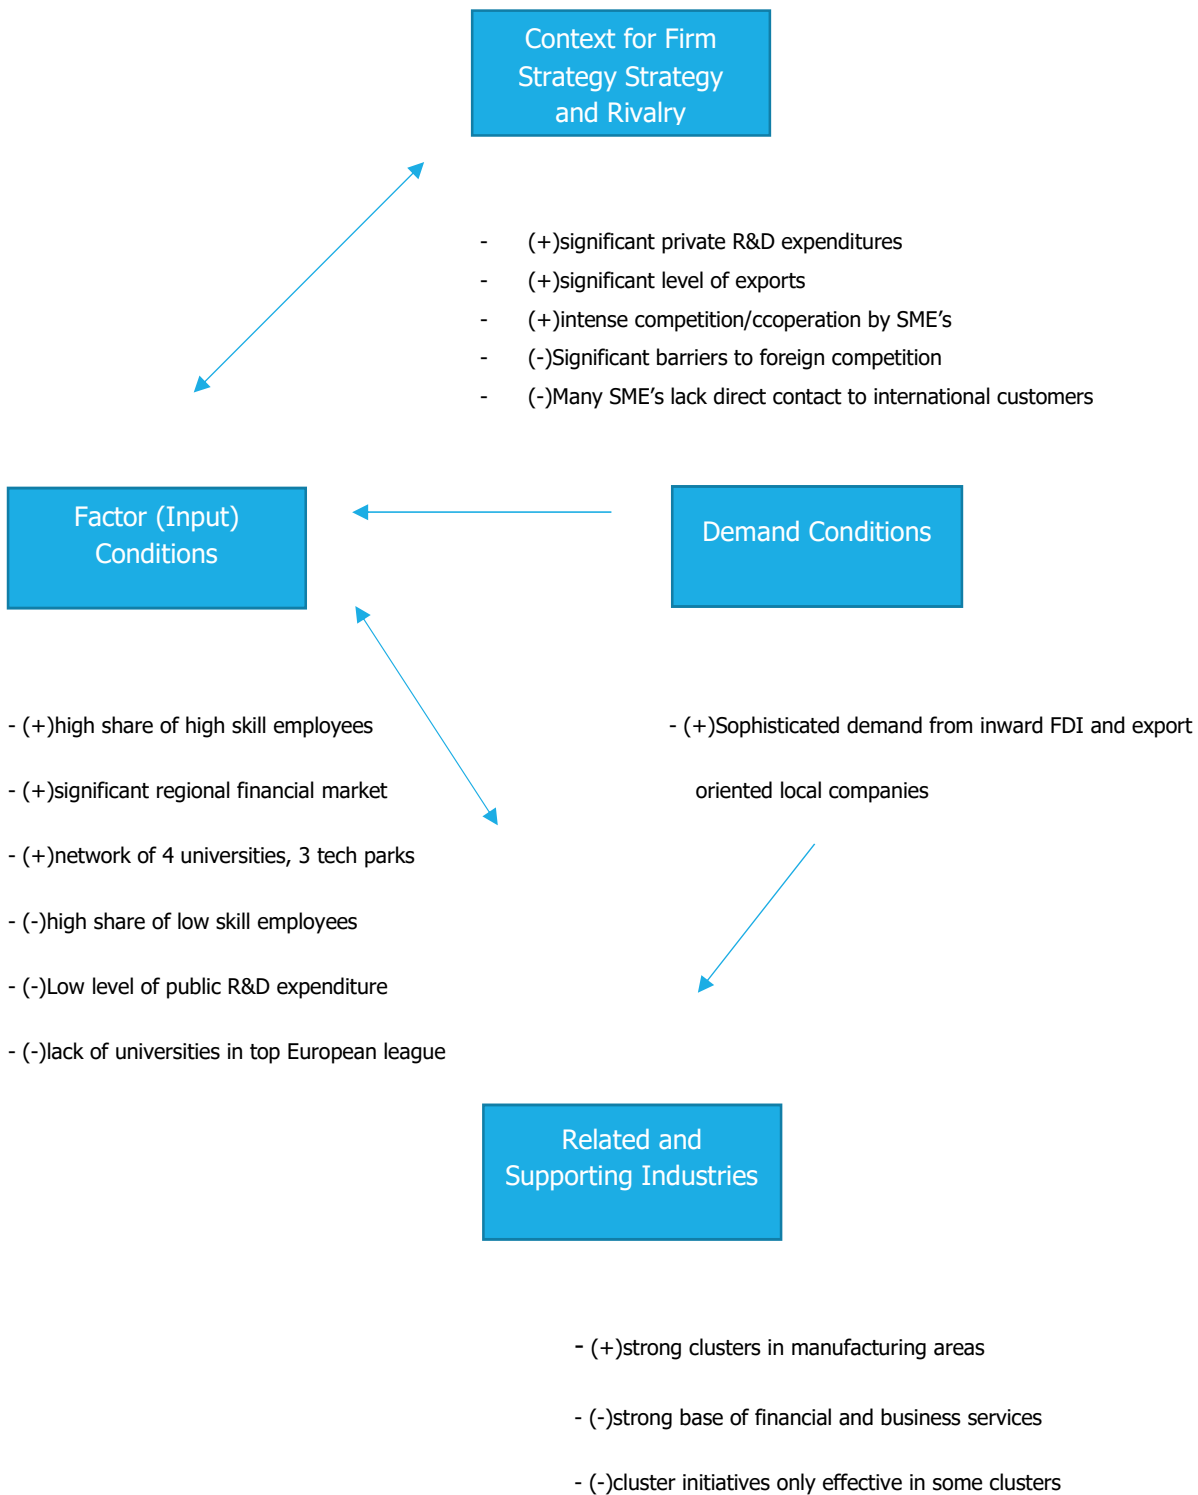 Context for Firm
Strategy Strategy
and Rivalry
- (+)significant private R&D expenditures
- (+)significant level of exports
- (+)intense competition/ccoperation by SME's
- (-)Significant barriers to foreign competition
- (-)Many SME's lack direct contact to international customers
Factor (Input)
Conditions
Demand Conditions
- (+)high share of high skill employees
- (+)significant regional financial market
- (+)network of 4 universities, 3 tech parks
- (-)high share of low skill employees
- (-)Low level of public R&D expenditure
- (-)lack of universities in top European league
- (+)Sophisticated demand from inward FDI and export
oriented local companies
Related and
Supporting Industries
- (+)strong clusters in manufacturing areas
- (-)strong base of financial and business services
- (-)cluster initiatives only effective in some clusters